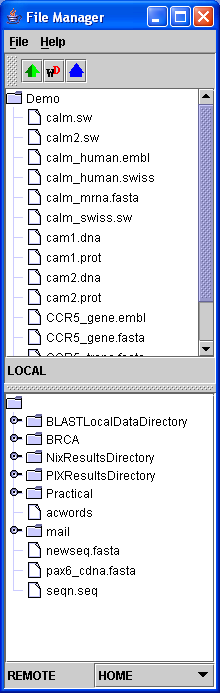 File Manager
File Help
WD
Demo
calm.sw
calm2.sw
calm_human.embl
calm_human.swiss
calm_mrna.fasta
calm_swiss.sw
cam1.dna
cam1.prot
cam2.dna
cam2.prot
CCR5_gene.embl
CCR5_gene.fasta
LOCAL
BLASTLocalDataDirectory
BRCA
NixResultsDirectory
PIXResultsDirectory
Practical
acwords
mail
newseq.fasta
pax6_cdna.fasta
seqn.seq
REMOTE HOME